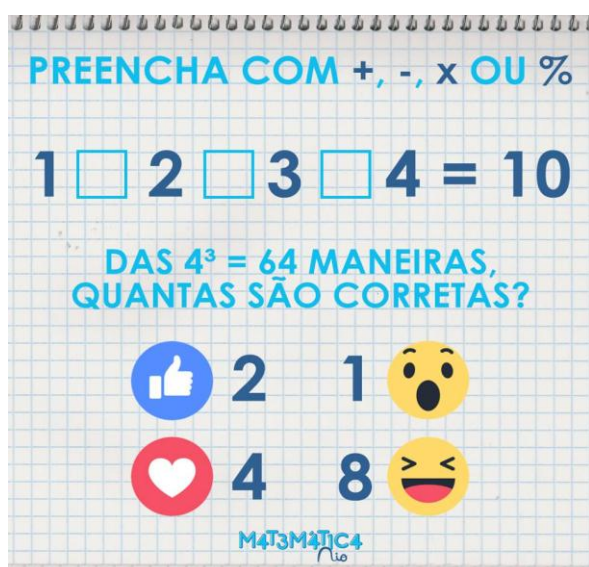 PREENCHA COM +, -, x OU %
1 □ 2 □ 3 □ 4 = 10
DAS 4³ = 64 MANEIRAS,
QUANTAS SÃO CORRETAS?
2 1
4 8
M4T3M4T1C4
Rio